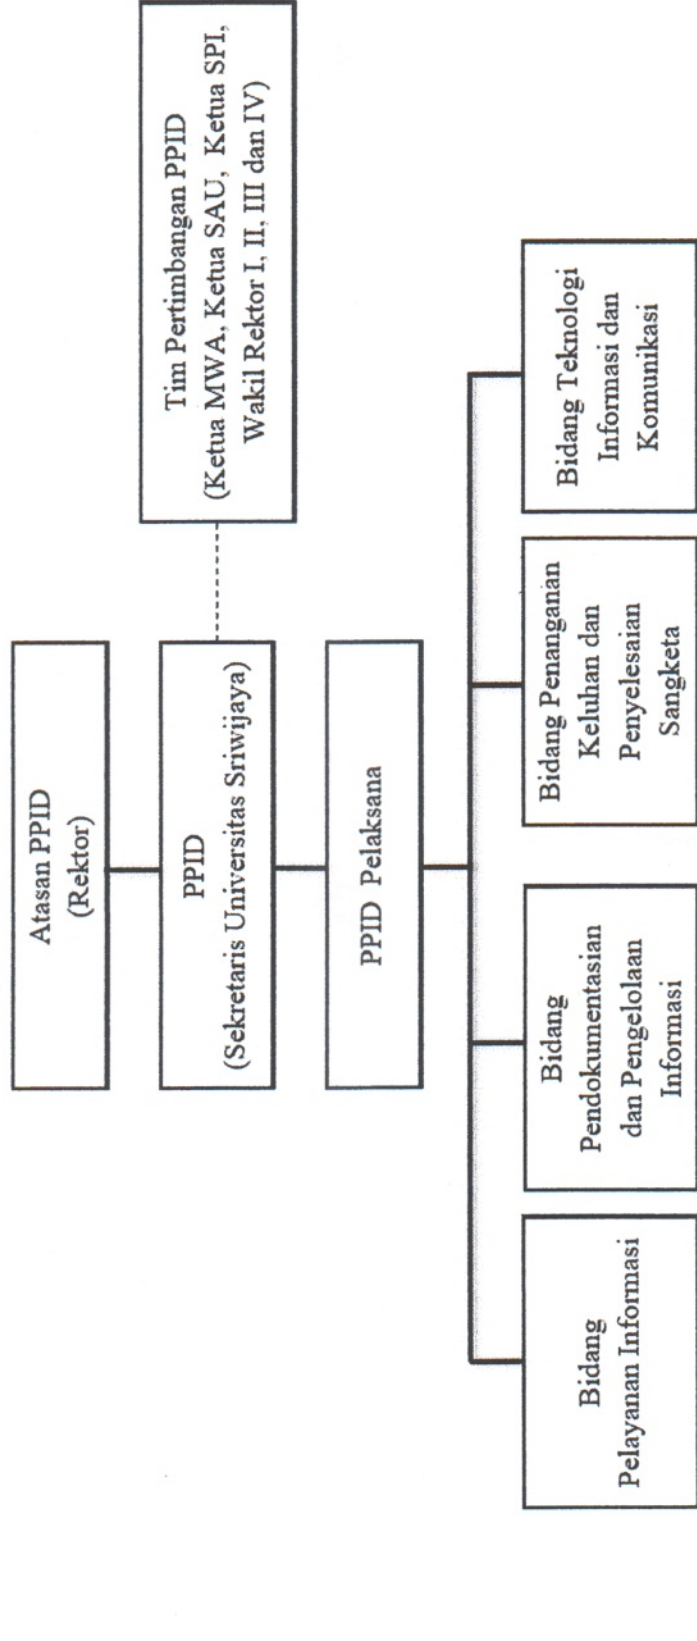 Atasan PPID
(Rektor)
PPID
(Sekretaris Universitas Sriwijaya)
Tim Pertimbangan PPID
(Ketua MWA, Ketua SAU, Ketua SPI,
Wakil Rektor I, II, III dan IV)
PPID Pelaksana
Bidang
Pelayanan Informasi
Bidang
Pendokumentasian
dan Pengelolaan
Informasi
Bidang Penanganan
Keluhan dan
Penyelesaian
Sangketa
Bidang Teknologi
Informasi dan
Komunikasi